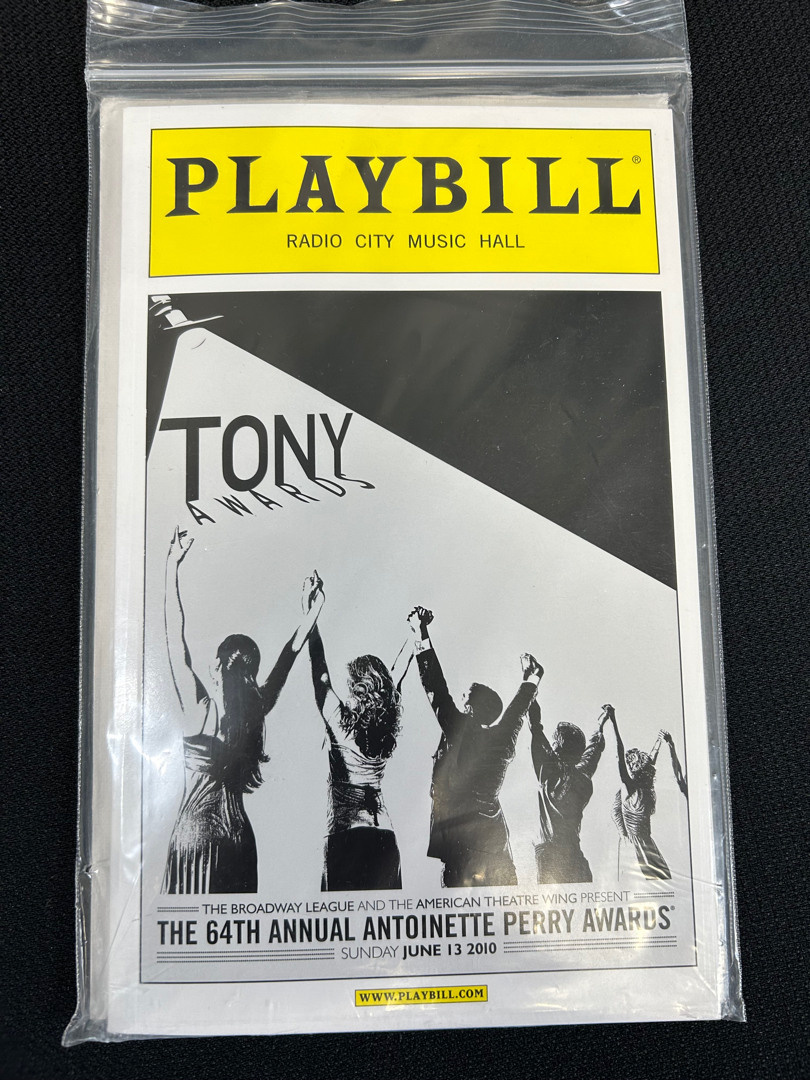 PLAYBILL®
RADIO CITY MUSIC HALL
TONY
AWARDS
THE BROADWAY LEAGUE AND THE AMERICAN THEATRE WING PRESENT
THE 64TH ANNUAL ANTOINETTE PERRY AWARDS®
SUNDAY JUNE 13 2010
WWW.PLAYBILL.COM